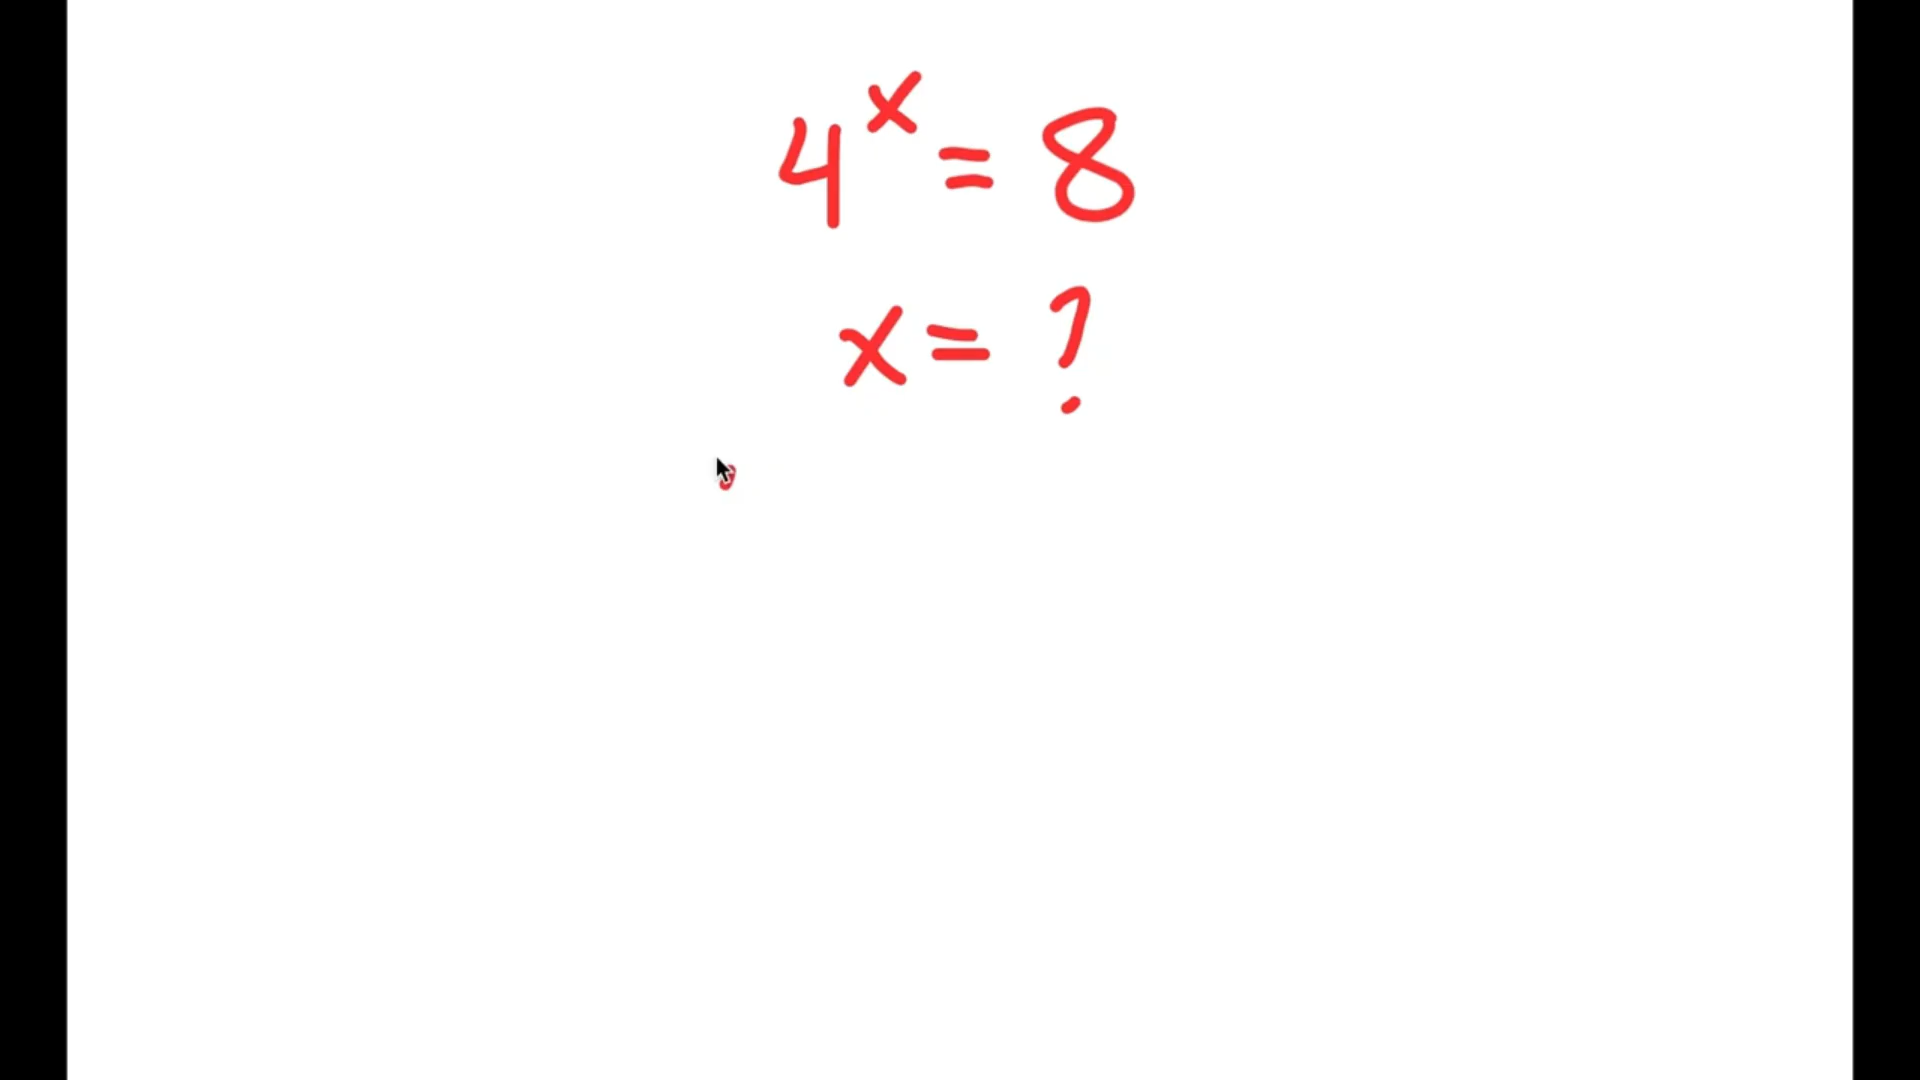 4^x = 8
x = ?